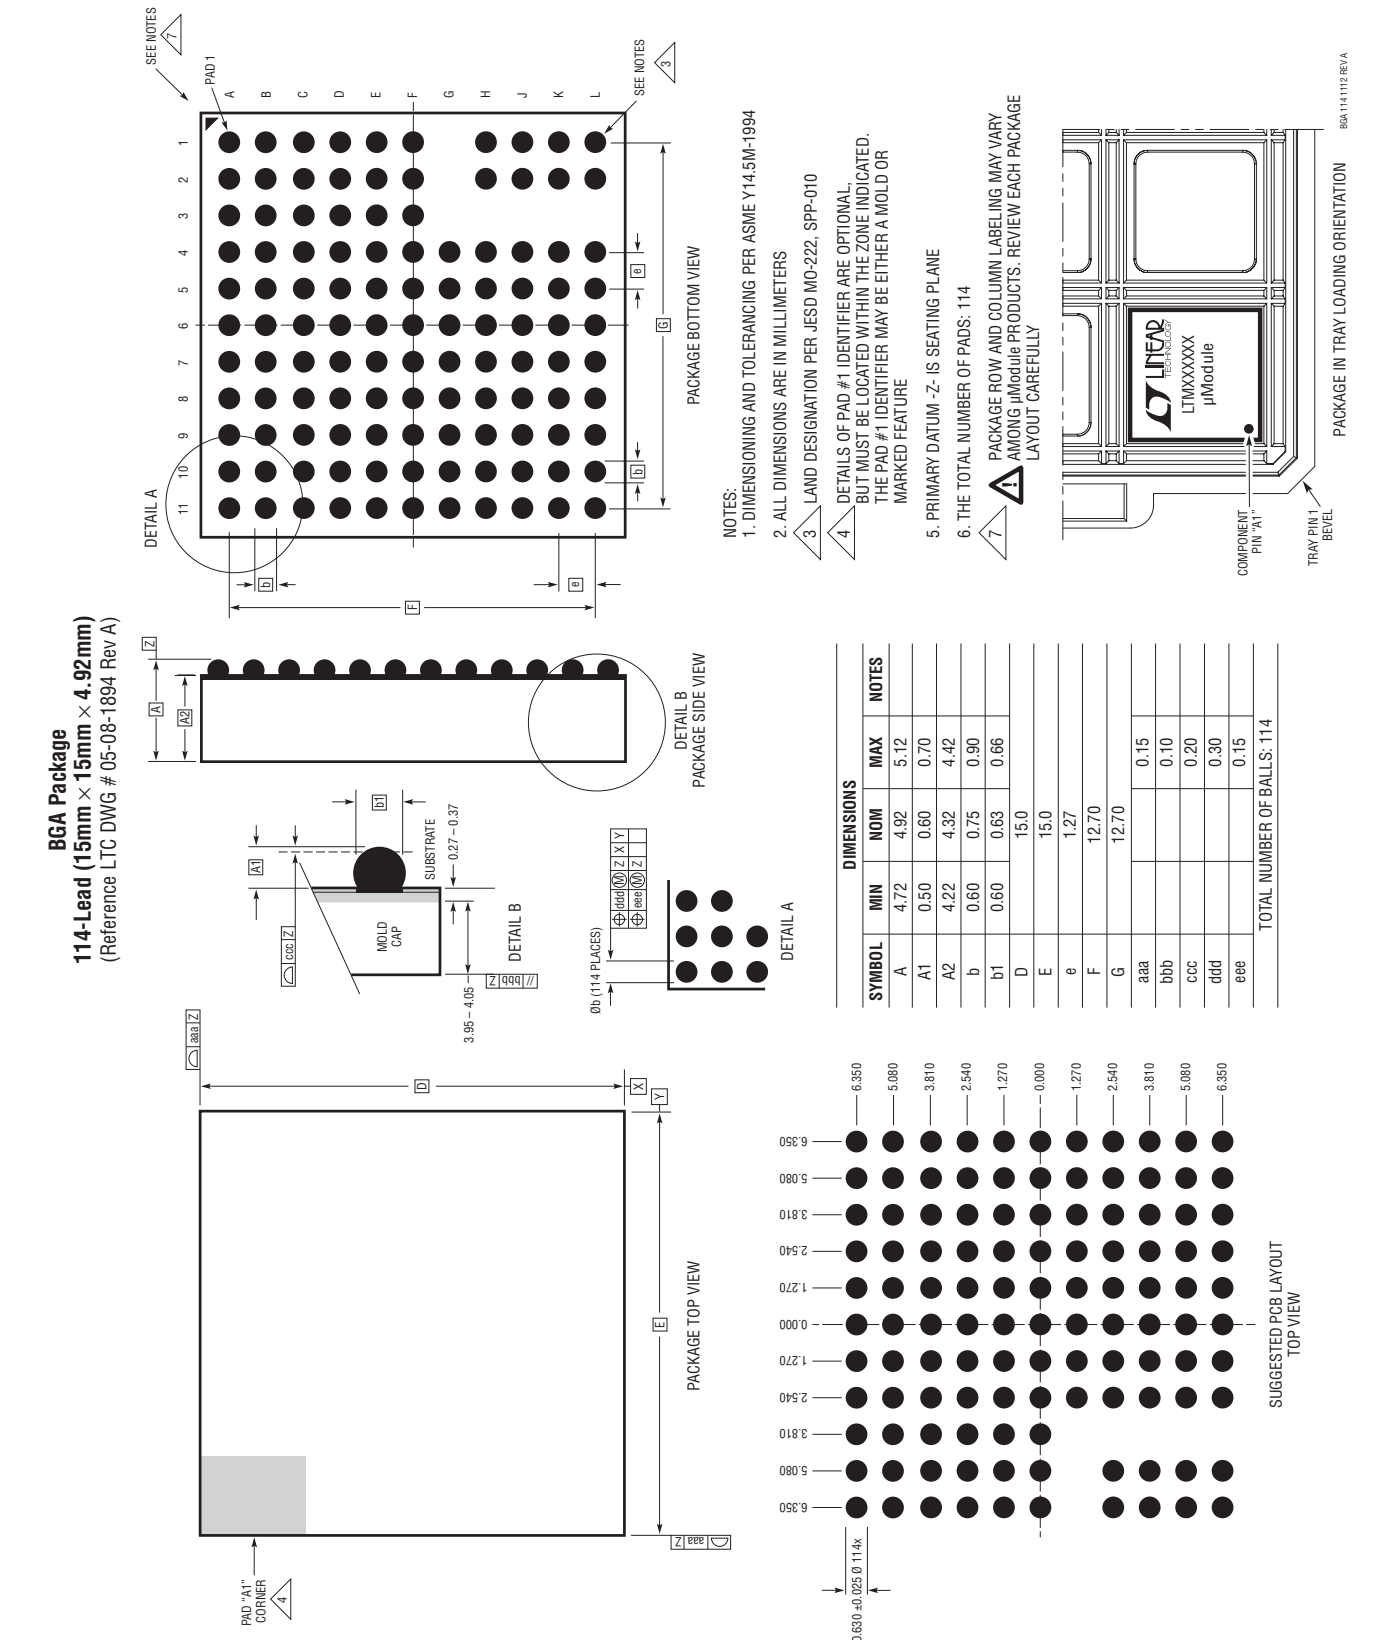 BGA Package
114-Lead (15mm × 15mm × 4.92mm)
(Reference LTC DWG # 05-08-1894 Rev A)
aaa Z
D
X
Y
E
aaa Z
PAD "A1"
CORNER
4
PACKAGE TOP VIEW
ccc Z
A1
b1
MOLD
CAP
SUBSTRATE
0.27 – 0.37
3.95 – 4.05
// bbb Z
DETAIL B
Z
A
A2
DETAIL B
PACKAGE SIDE VIEW
Øb (114 PLACES)
ddd M Z X Y
eee M Z
DETAIL A
SEE NOTES
7
PAD 1
DETAIL A
11 10 9 8 7 6 5 4 3 2 1
A
B
C
D
E
F
G
H
J
K
L
SEE NOTES
3
b
F
e
b
e
G
PACKAGE BOTTOM VIEW
6.350 5.080 3.810 2.540 1.270 0.000 1.270 2.540 3.810 5.080 6.350
6.350
5.080
3.810
2.540
1.270
0.000
1.270
2.540
3.810
5.080
6.350
0.630 ±0.025 Ø 114x
SUGGESTED PCB LAYOUT
TOP VIEW
DIMENSIONS
SYMBOL MIN NOM MAX NOTES
A 4.72 4.92 5.12
A1 0.50 0.60 0.70
A2 4.22 4.32 4.42
b 0.60 0.75 0.90
b1 0.60 0.63 0.66
D 15.0
E 15.0
e 1.27
F 12.70
G 12.70
aaa 0.15
bbb 0.10
ccc 0.20
ddd 0.30
eee 0.15
TOTAL NUMBER OF BALLS: 114
NOTES:
1. DIMENSIONING AND TOLERANCING PER ASME Y14.5M-1994
2. ALL DIMENSIONS ARE IN MILLIMETERS
3 LAND DESIGNATION PER JESD MO-222, SPP-010
4 DETAILS OF PAD #1 IDENTIFIER ARE OPTIONAL,
BUT MUST BE LOCATED WITHIN THE ZONE INDICATED.
THE PAD #1 IDENTIFIER MAY BE EITHER A MOLD OR
MARKED FEATURE
5. PRIMARY DATUM -Z- IS SEATING PLANE
6. THE TOTAL NUMBER OF PADS: 114
7 ! PACKAGE ROW AND COLUMN LABELING MAY VARY
AMONG µModule PRODUCTS. REVIEW EACH PACKAGE
LAYOUT CAREFULLY
LINEAR
TECHNOLOGY
LTMXXXXXX
µModule
COMPONENT
PIN "A1"
TRAY PIN 1
BEVEL
PACKAGE IN TRAY LOADING ORIENTATION
BGA 114 1112 REV A